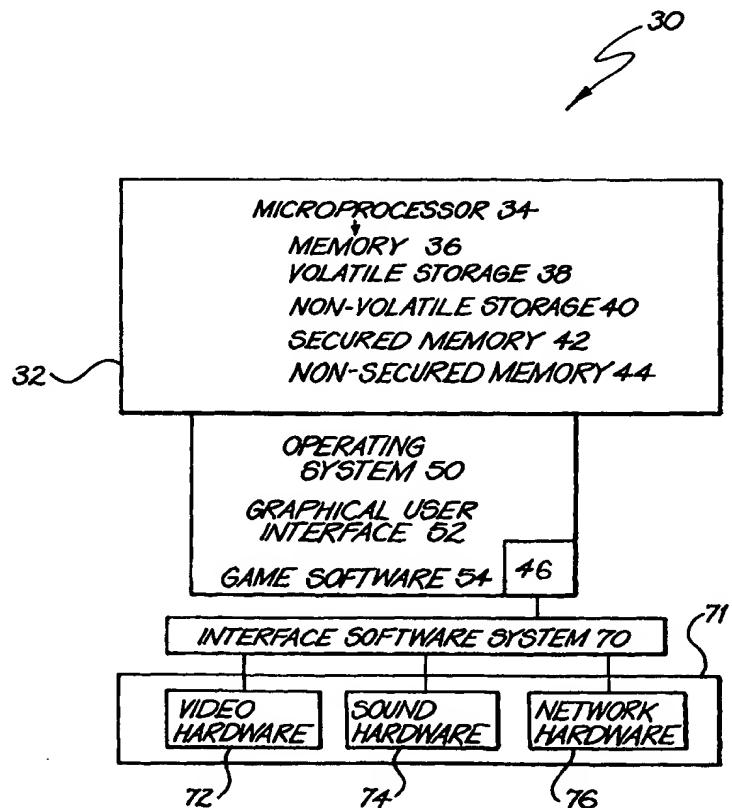 30
MICROPROCESSOR 34
MEMORY 36
VOLATILE STORAGE 38
NON-VOLATILE STORAGE 40
SECURED MEMORY 42
NON-SECURED MEMORY 44
32
OPERATING
SYSTEM 50
GRAPHICAL USER
INTERFACE 52
GAME SOFTWARE 54
46
71
INTERFACE SOFTWARE SYSTEM 70
VIDEO
HARDWARE
SOUND
HARDWARE
NETWORK
HARDWARE
72
74
76